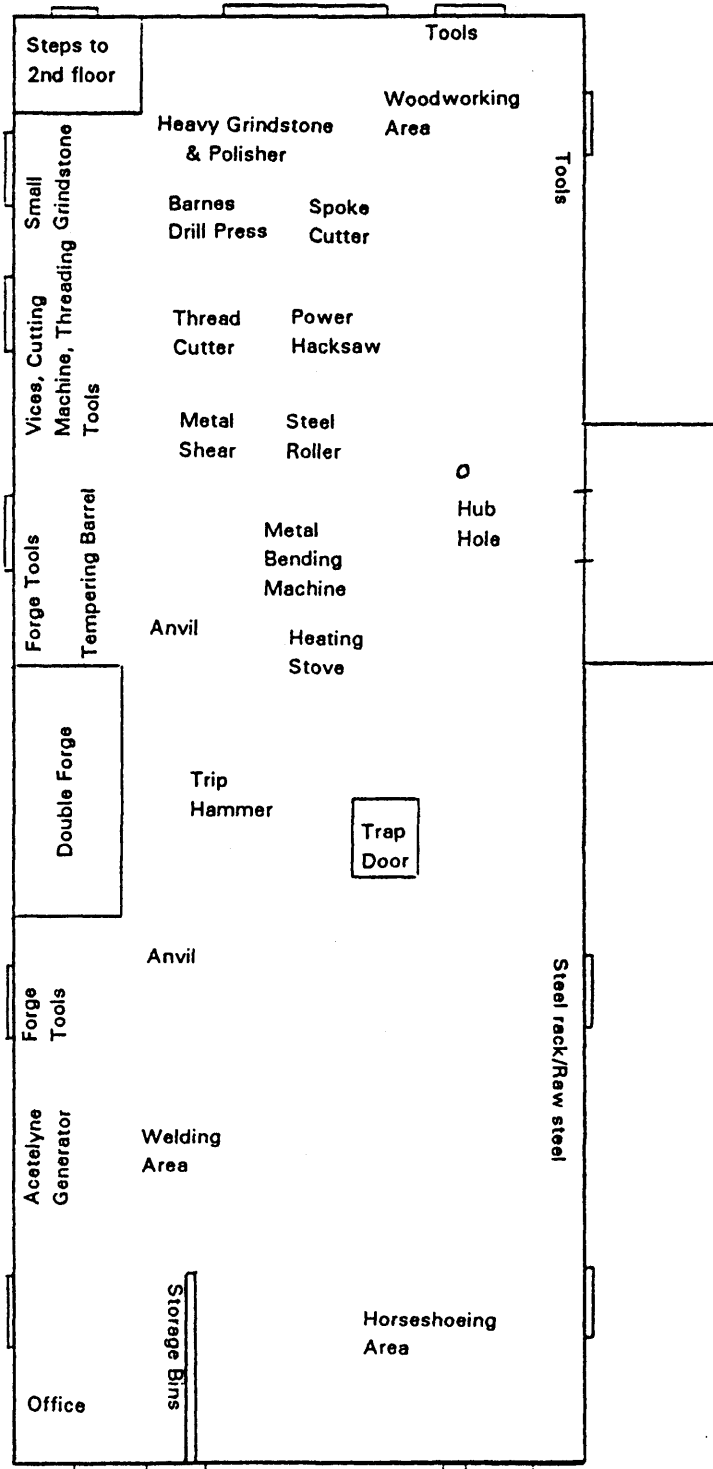 Tools
Steps to
2nd floor
Woodworking
Area
Heavy Grindstone
& Polisher
Tools
Small
Grindstone
Barnes
Drill Press
Spoke
Cutter
Vices, Cutting
Machine, Threading
Tools
Thread
Cutter
Power
Hacksaw
Metal
Shear
Steel
Roller
Hub
Hole
Forge Tools
Tempering Barrel
Metal
Bending
Machine
Anvil
Heating
Stove
Double Forge
Trip
Hammer
Trap
Door
Anvil
Forge
Tools
Steel rack/Raw steel
Acetelyne
Generator
Welding
Area
Storage Bins
Horseshoeing
Area
Office